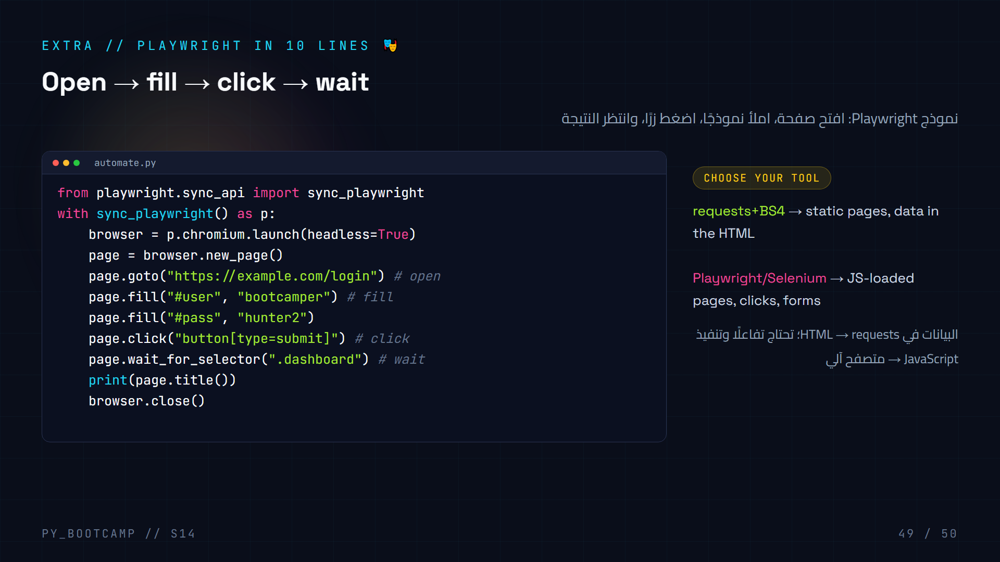 EXTRA // PLAYWRIGHT IN 10 LINES 🎭
Open → fill → click → wait
نموذج Playwright: افتح صفحة، املأ نموذجًا، اضغط زرًا، وانتظر النتيجة
automate.py
from playwright.sync_api import sync_playwright
with sync_playwright() as p:
    browser = p.chromium.launch(headless=True)
    page = browser.new_page()
    page.goto("https://example.com/login") # open
    page.fill("#user", "bootcamper") # fill
    page.fill("#pass", "hunter2")
    page.click("button[type=submit]") # click
    page.wait_for_selector(".dashboard") # wait
    print(page.title())
    browser.close()
CHOOSE YOUR TOOL
requests+BS4 → static pages, data in
the HTML
Playwright/Selenium → JS-loaded
pages, clicks, forms
البيانات في HTML → requests؛ تحتاج تفاعلًا وتنفيذ
JavaScript → متصفح آلي
PY_BOOTCAMP // S14
49 / 50